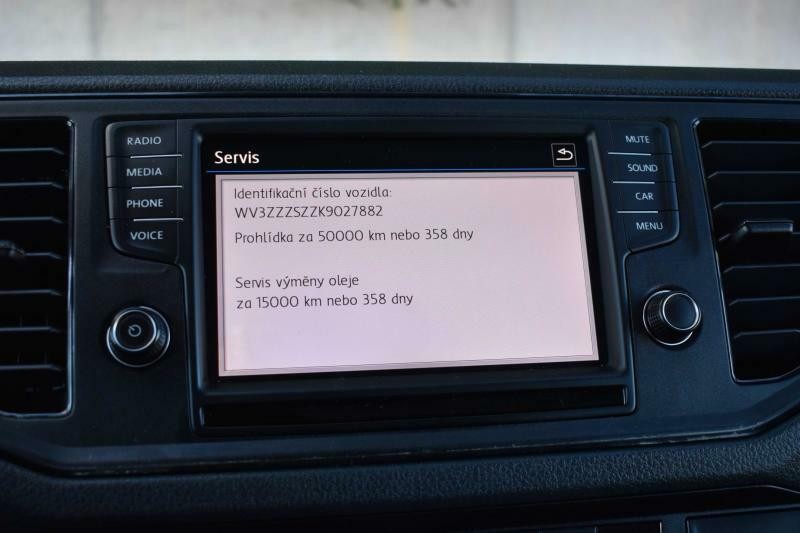 RADIO
MEDIA
PHONE
VOICE
Servis
Identifikační číslo vozidla:
WV3ZZZSZZK9027882
Prohlídka za 50000 km nebo 358 dny
Servis výměny oleje
za 15000 km nebo 358 dny
MUTE
SOUND
CAR
MENU